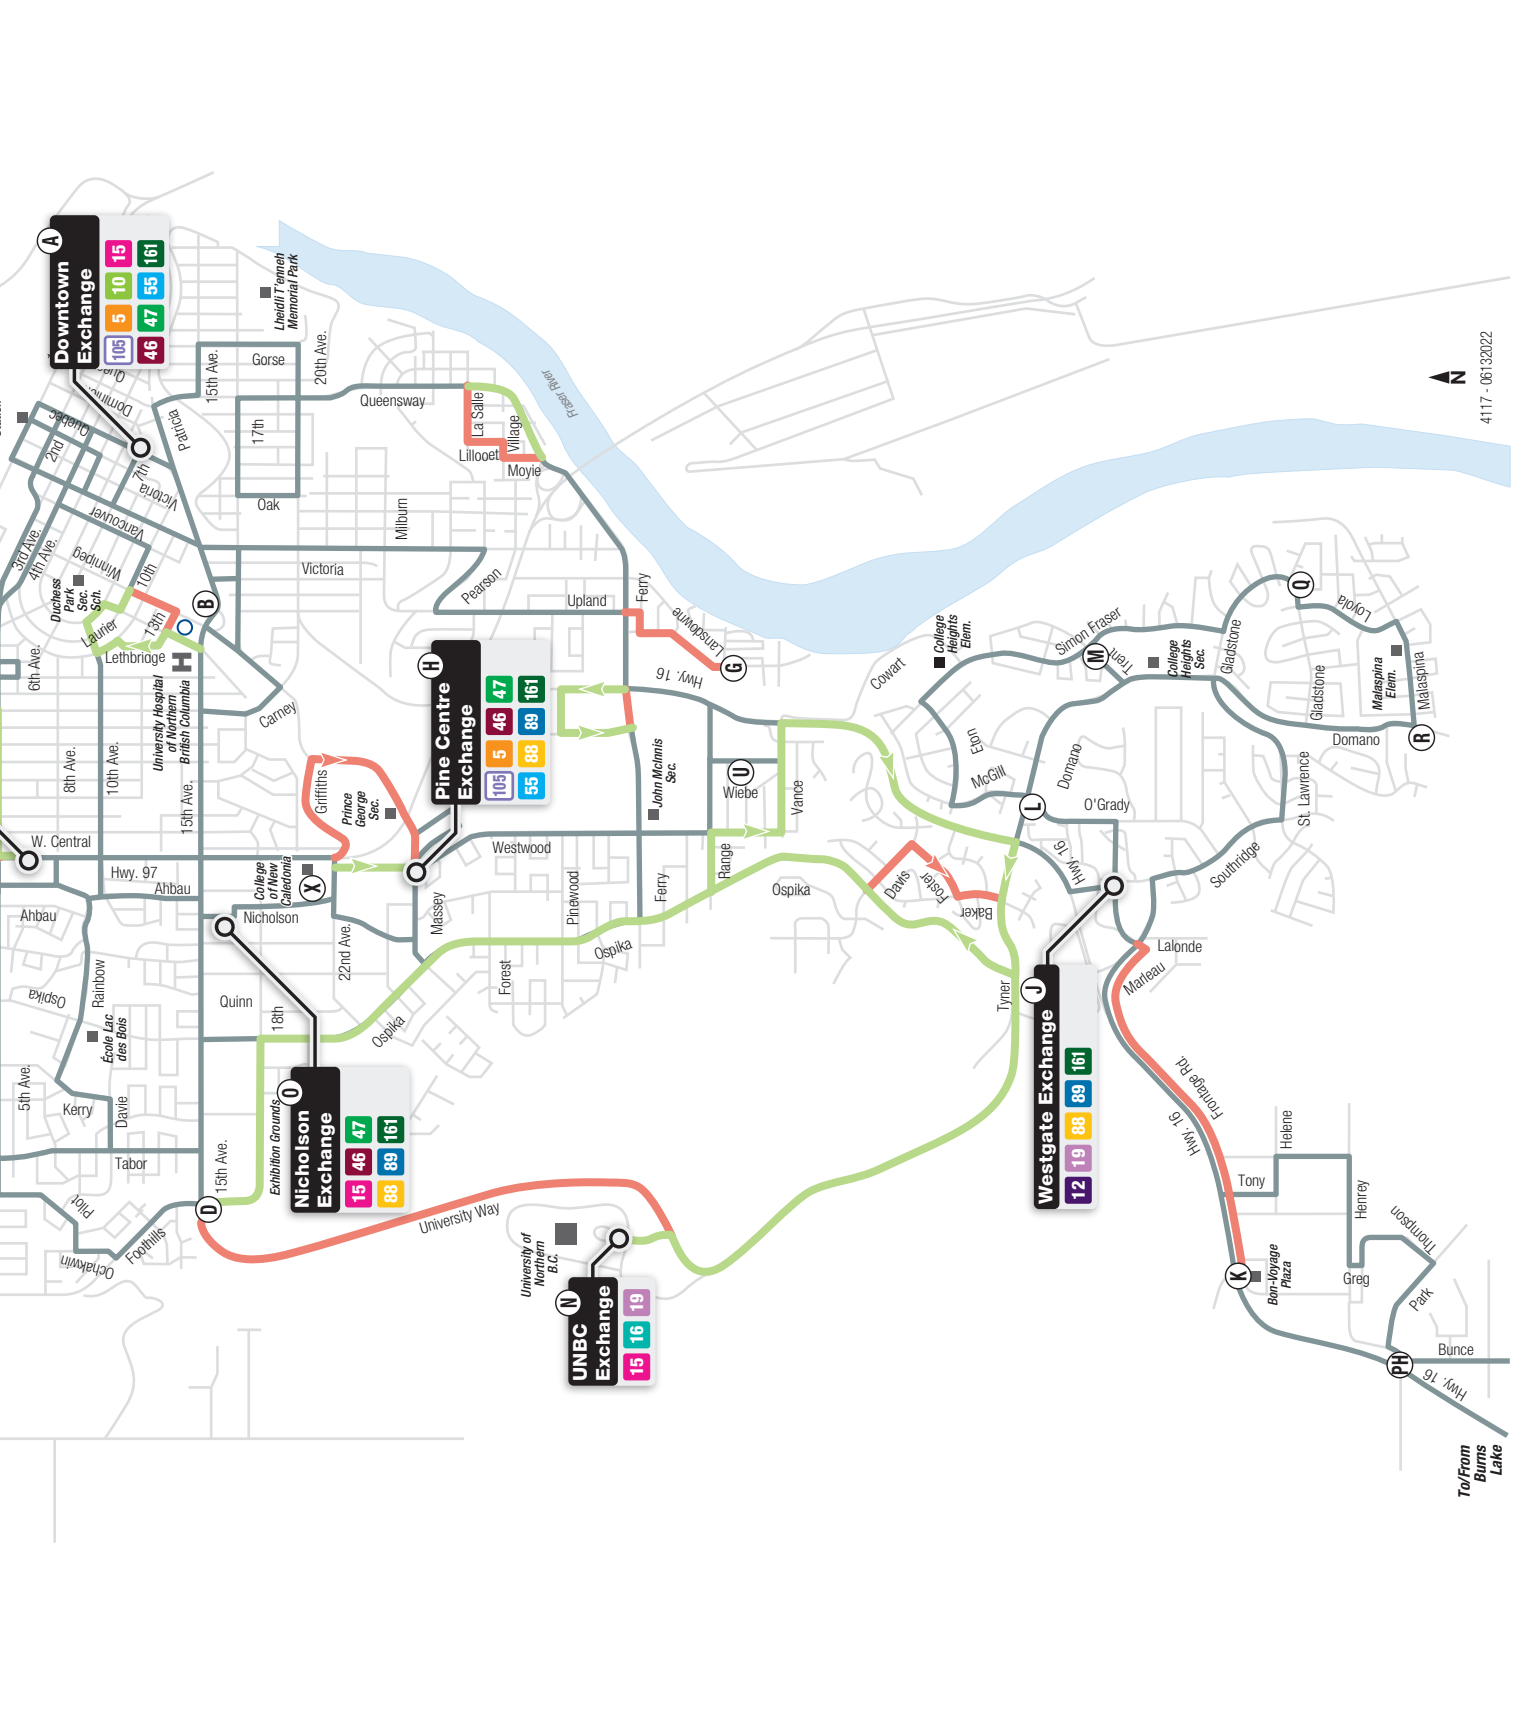 Downtown
Exchange
A
105
5
10
15
46
47
55
161
Lheidli T'enneh
Memorial Park
Fraser River
N
4117 - 06132022
Quebec
Dominic
2nd
7th
Patricia
15th Ave.
Gorse
20th Ave.
17th
Oak
Queensway
La Salle
Village
Lillooet
Moyie
Milburn
Victoria
Vancouver
Winnipeg
3rd Ave.
4th Ave.
10th
13th
Duchess
Park
Sec.
Sch.
Laurier
Lethbridge
H
B
Victoria
Pearson
Upland
Ferry
Lansdowne
G
Hwy. 16
6th Ave.
8th Ave.
10th Ave.
University Hospital
of Northern
British Columbia
15th Ave.
Carney
Griffiths
Prince
George
Sec.
Pine Centre
Exchange
H
105
5
46
47
55
88
89
161
John McInnis
Sec.
U
Wiebe
Vance
Westwood
Range
W. Central
Hwy. 97
Ahbau
Ahbau
College
of New
Caledonia
X
Nicholson
Massey
Pinewood
Ferry
22nd Ave.
Ospika
Ospika
Ospika
Ospika
Forest
Quinn
18th
Rainbow
École Lac
des Bois
5th Ave.
Kerry
Davie
Tabor
15th Ave.
Exhibition Grounds
Nicholson
Exchange
O
15
46
47
88
89
161
D
Pilot
Ochakwin
Foothills
University Way
University of
Northern
B.C.
UNBC
Exchange
N
15
16
19
Cowart
College
Heights
Elem.
Simon Fraser
M
Trent
College
Heights
Sec.
Gladstone
Q
Loyola
Malaspina
Elem.
Malaspina
Gladstone
Domano
R
Eton
McGill
Domano
L
O'Grady
St. Lawrence
Southridge
Hwy. 16
Davis
Foster
Baker
Tyner
Westgate Exchange
J
12
19
88
89
161
Lalonde
Marleau
Frontage Rd.
Hwy. 16
Tony
Helene
Henrey
Greg
Thompson
Park
K
Bon-Voyage
Plaza
PH
Bunce
Hwy. 16
To/From
Burns
Lake